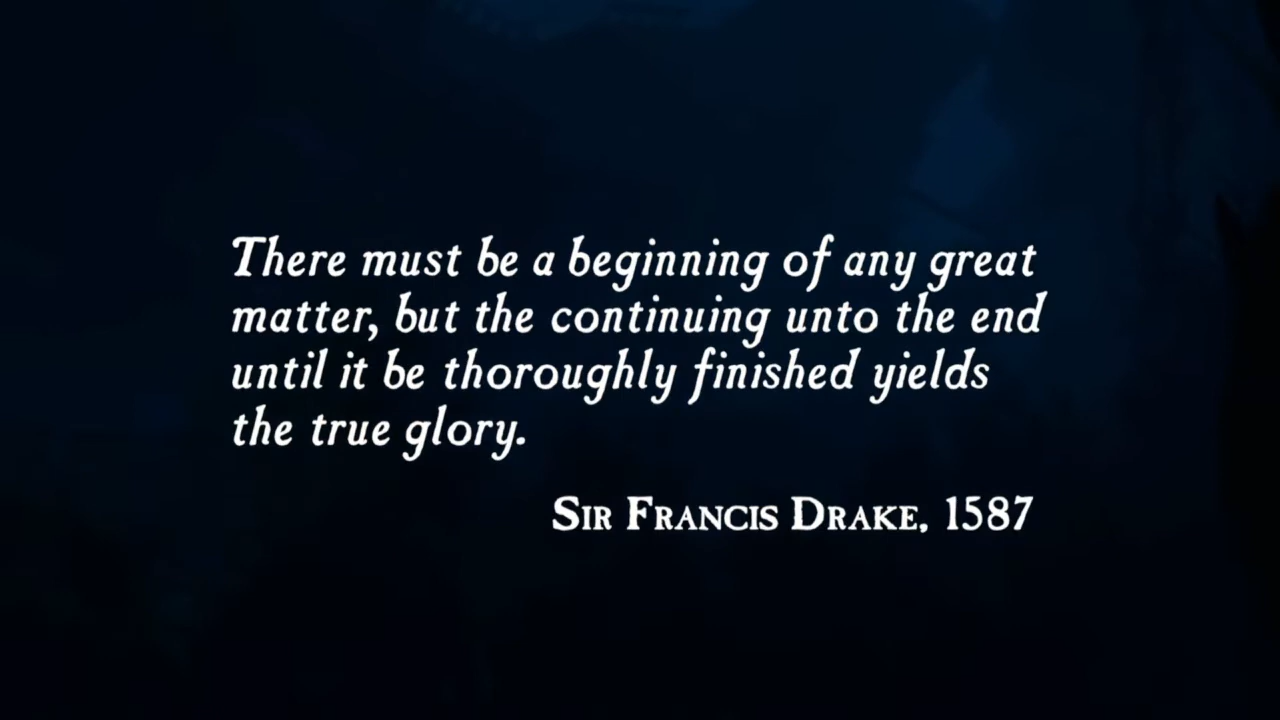 There must be a beginning of any great
matter, but the continuing unto the end
until it be thoroughly finished yields
the true glory.
SIR FRANCIS DRAKE, 1587